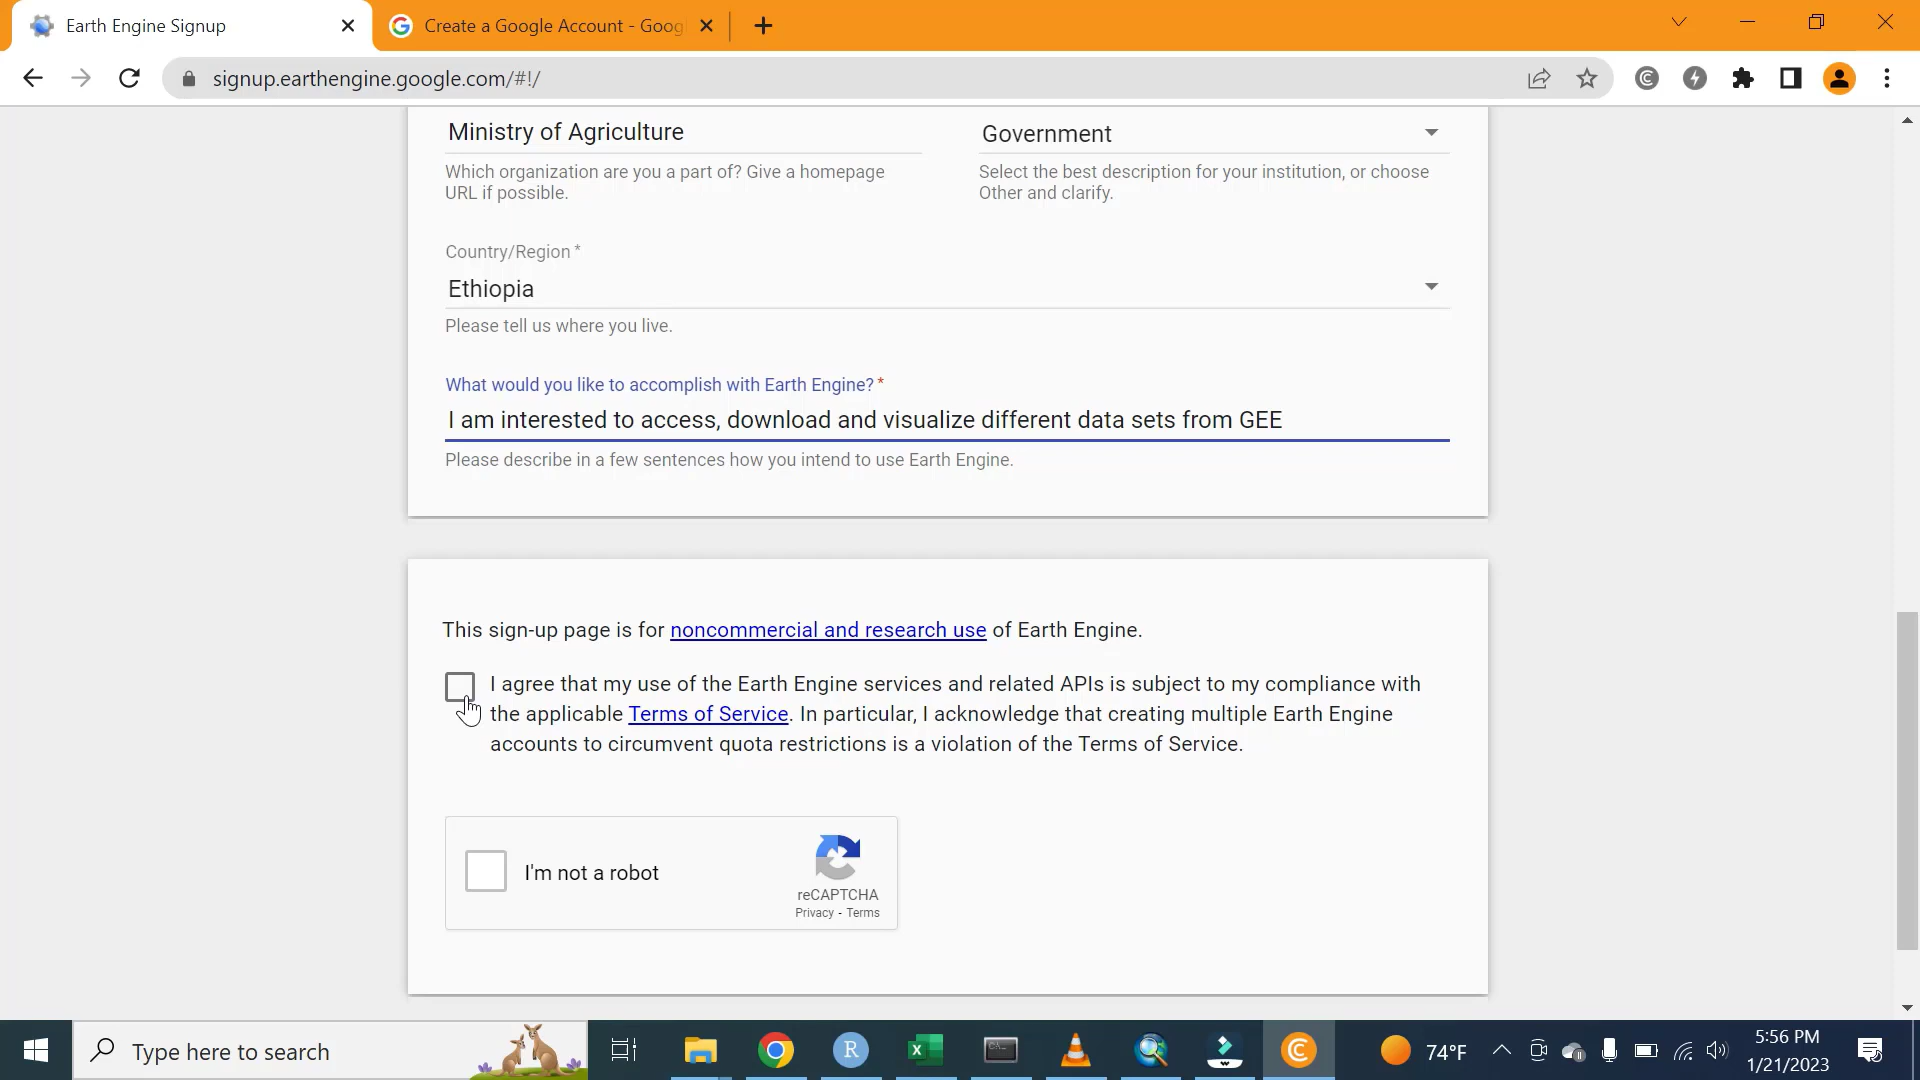 Earth Engine Signup
Create a Google Account - Goog
signup.earthengine.google.com/#!/
Ministry of Agriculture
Government
Which organization are you a part of? Give a homepage
URL if possible.
Select the best description for your institution, or choose
Other and clarify.
Country/Region *
Ethiopia
Please tell us where you live.
What would you like to accomplish with Earth Engine? *
I am interested to access, download and visualize different data sets from GEE
Please describe in a few sentences how you intend to use Earth Engine.
This sign-up page is for noncommercial and research use of Earth Engine.
I agree that my use of the Earth Engine services and related APIs is subject to my compliance with
the applicable Terms of Service. In particular, I acknowledge that creating multiple Earth Engine
accounts to circumvent quota restrictions is a violation of the Terms of Service.
I'm not a robot
reCAPTCHA
Privacy - Terms
Type here to search
74°F
5:56 PM
1/21/2023